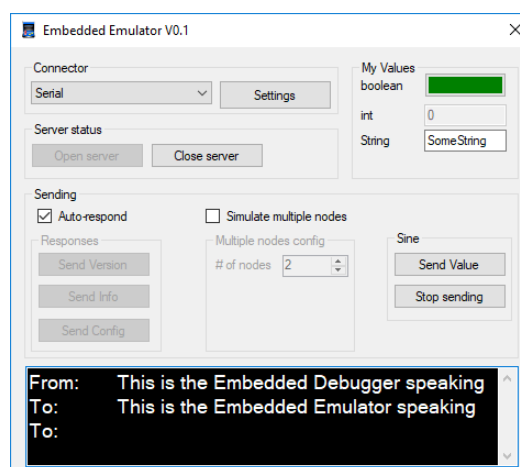 Embedded Emulator V0.1
Connector
Serial
Settings
Server status
Open server
Close server
My Values
boolean
int
0
String
SomeString
Sending
Auto-respond
Simulate multiple nodes
Responses
Send Version
Send Info
Send Config
Multiple nodes config
# of nodes 2
Sine
Send Value
Stop sending
From: This is the Embedded Debugger speaking
To: This is the Embedded Emulator speaking
To: